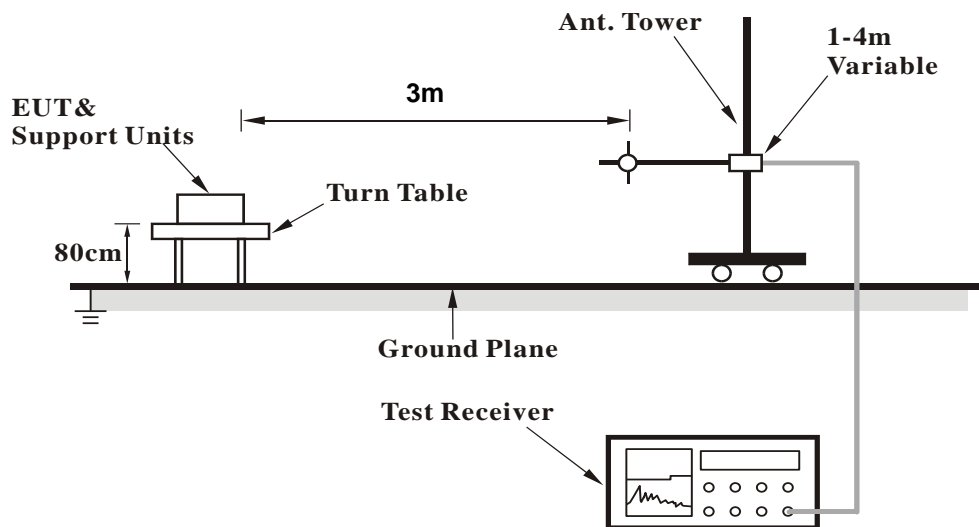 Ant. Tower
1-4m
Variable
3m
EUT&
Support Units
Turn Table
80cm
Ground Plane
Test Receiver